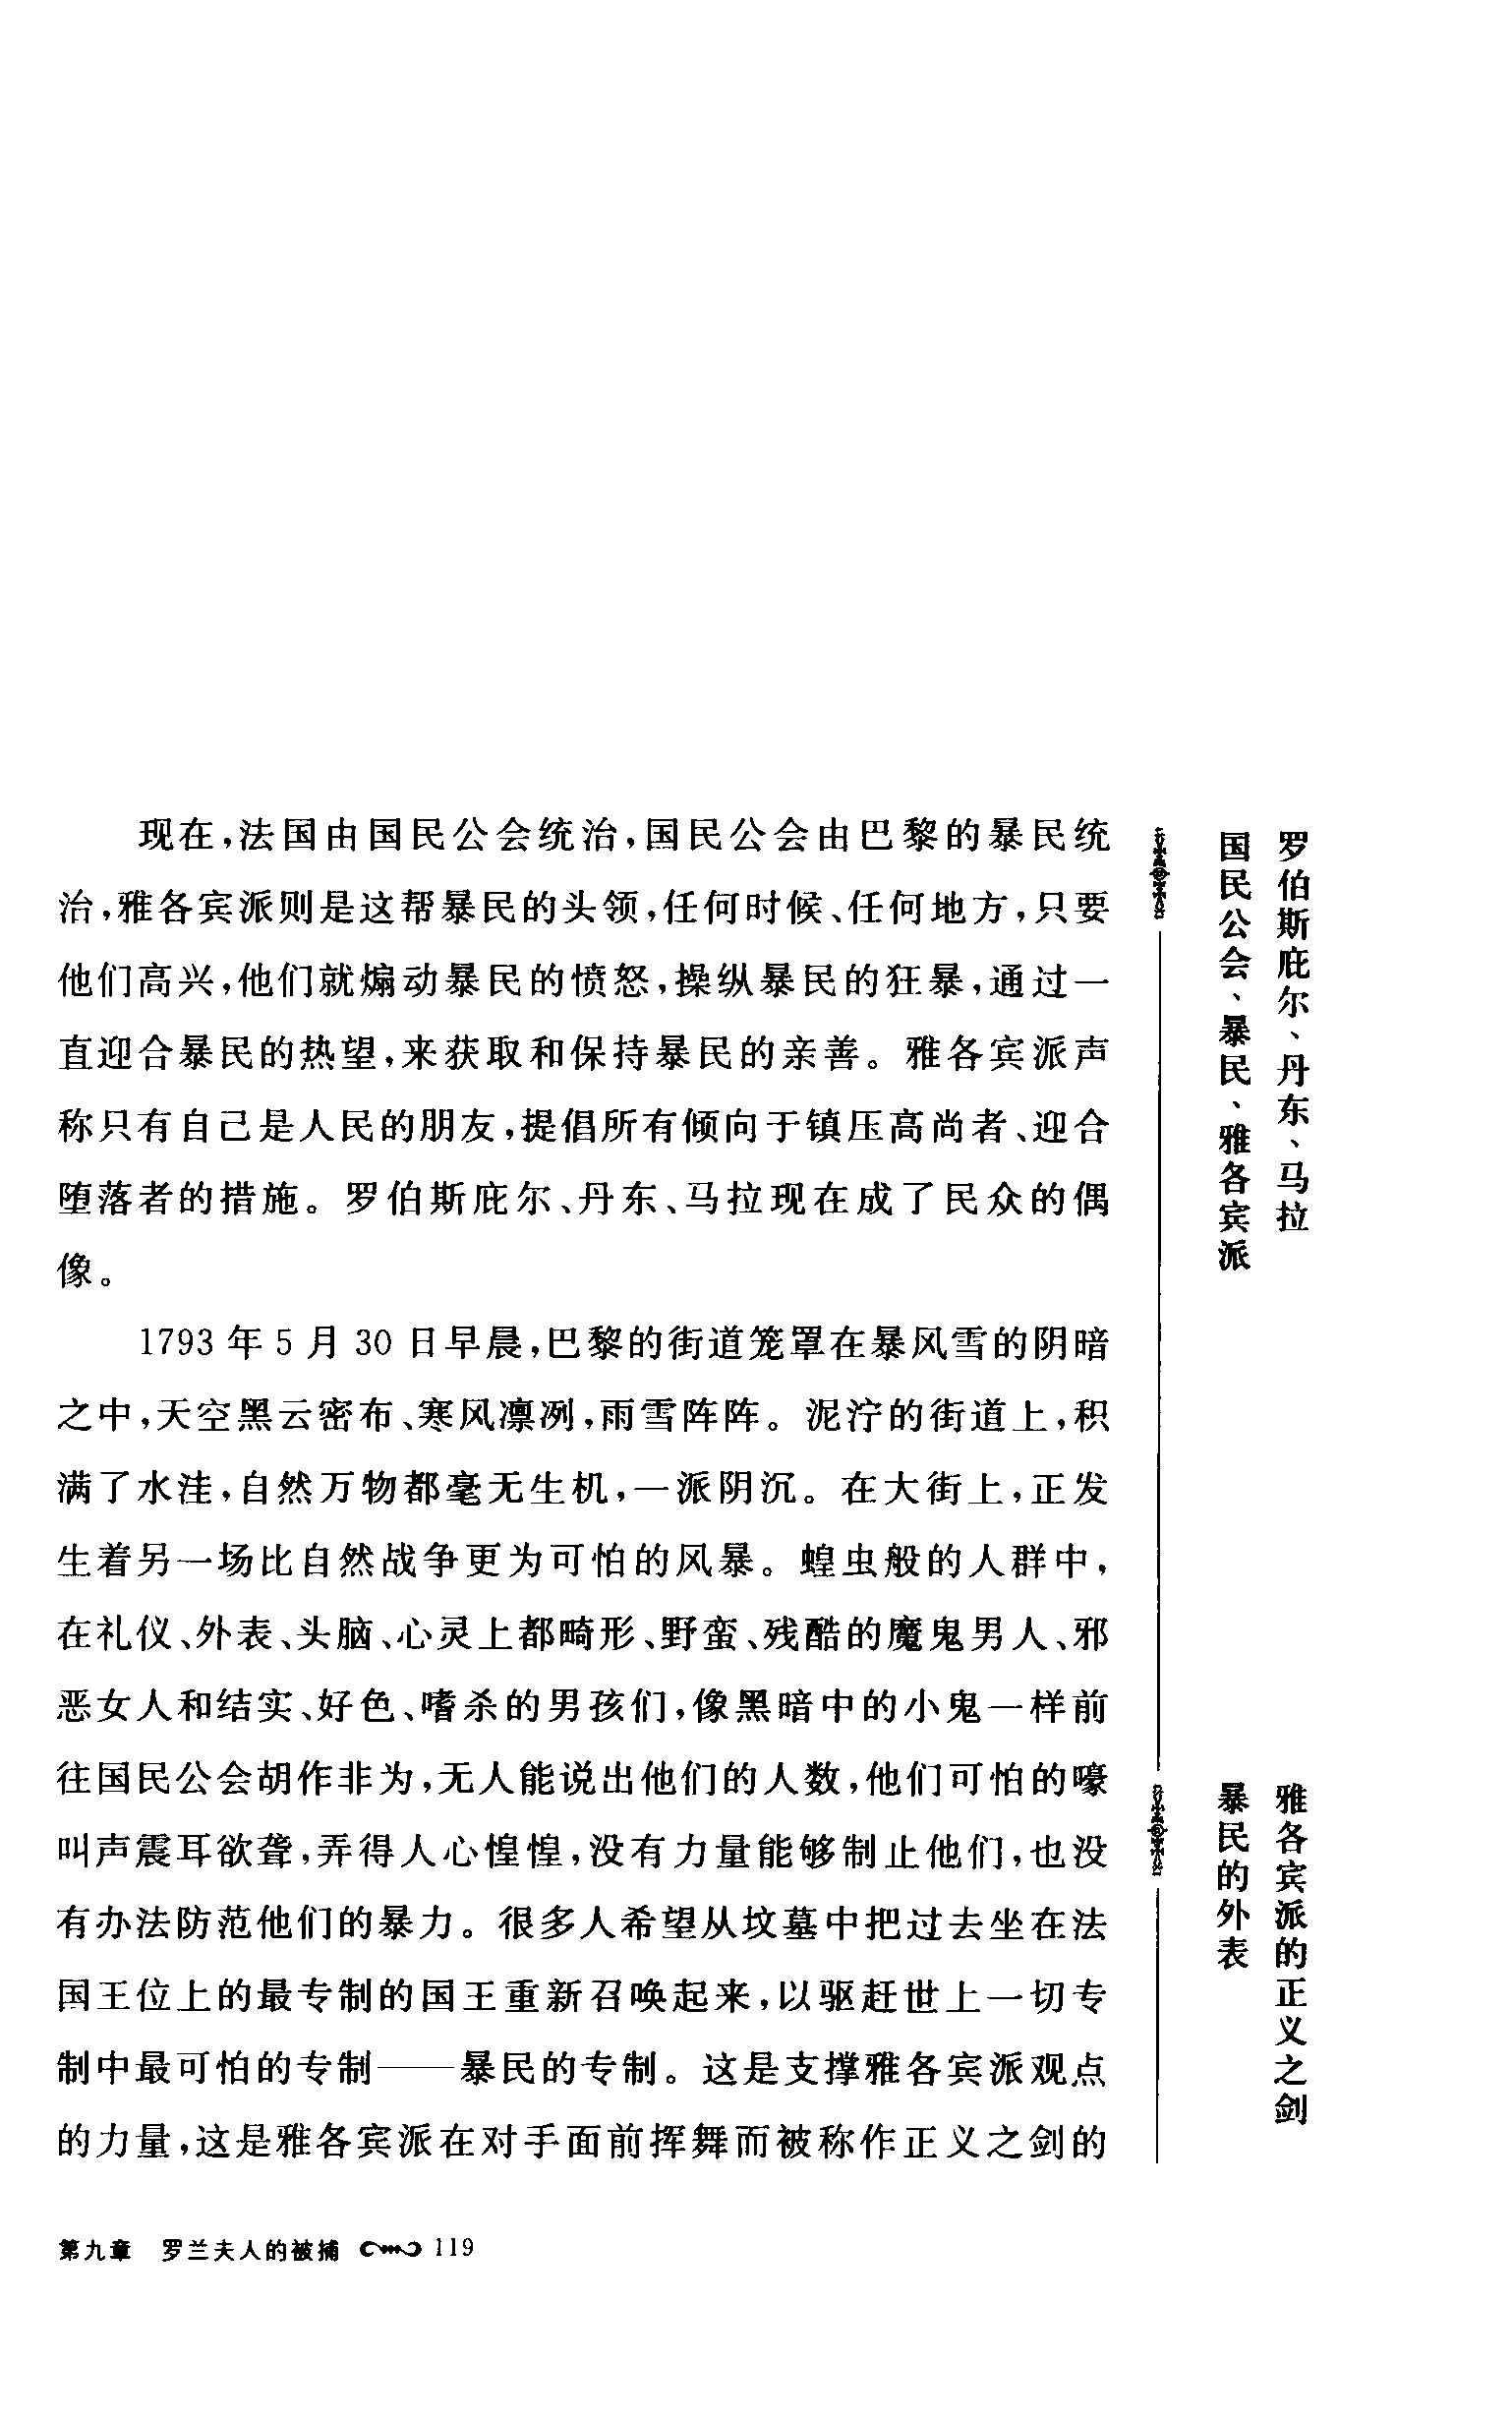 现在，法国由国民公会统治，国民公会由巴黎的暴民统
治，雅各宾派则是这帮暴民的头领，任何时候、任何地方，只要
他们高兴，他们就煽动暴民的愤怒，操纵暴民的狂暴，通过一
直迎合暴民的热望，来获取和保持暴民的亲善。雅各宾派声
称只有自己是人民的朋友，提倡所有倾向于镇压高尚者、迎合
堕落者的措施。罗伯斯庇尔、丹东、马拉现在成了民众的偶
像。
1793 年 5 月 30 日早晨，巴黎的街道笼罩在暴风雪的阴暗
之中，天空黑云密布、寒风凛冽，雨雪阵阵。泥泞的街道上，积
满了水洼，自然万物都毫无生机，一派阴沉。在大街上，正发
生着另一场比自然战争更为可怕的风暴。蝗虫般的人群中，
在礼仪、外表、头脑、心灵上都畸形、野蛮、残酷的魔鬼男人、邪
恶女人和结实、好色、嗜杀的男孩们，像黑暗中的小鬼一样前
往国民公会胡作非为，无人能说出他们的人数，他们可怕的嚎
叫声震耳欲聋，弄得人心惶惶，没有力量能够制止他们，也没
有办法防范他们的暴力。很多人希望从坟墓中把过去坐在法
国王位上的最专制的国王重新召唤起来，以驱赶世上一切专
制中最可怕的专制——暴民的专制。这是支撑雅各宾派观点
的力量，这是雅各宾派在对手面前挥舞而被称作正义之剑的
罗伯斯庇尔、丹东、马拉
国民公会、暴民、雅各宾派
雅各宾派的正义之剑
暴民的外表
第九章 罗兰夫人的被捕 119